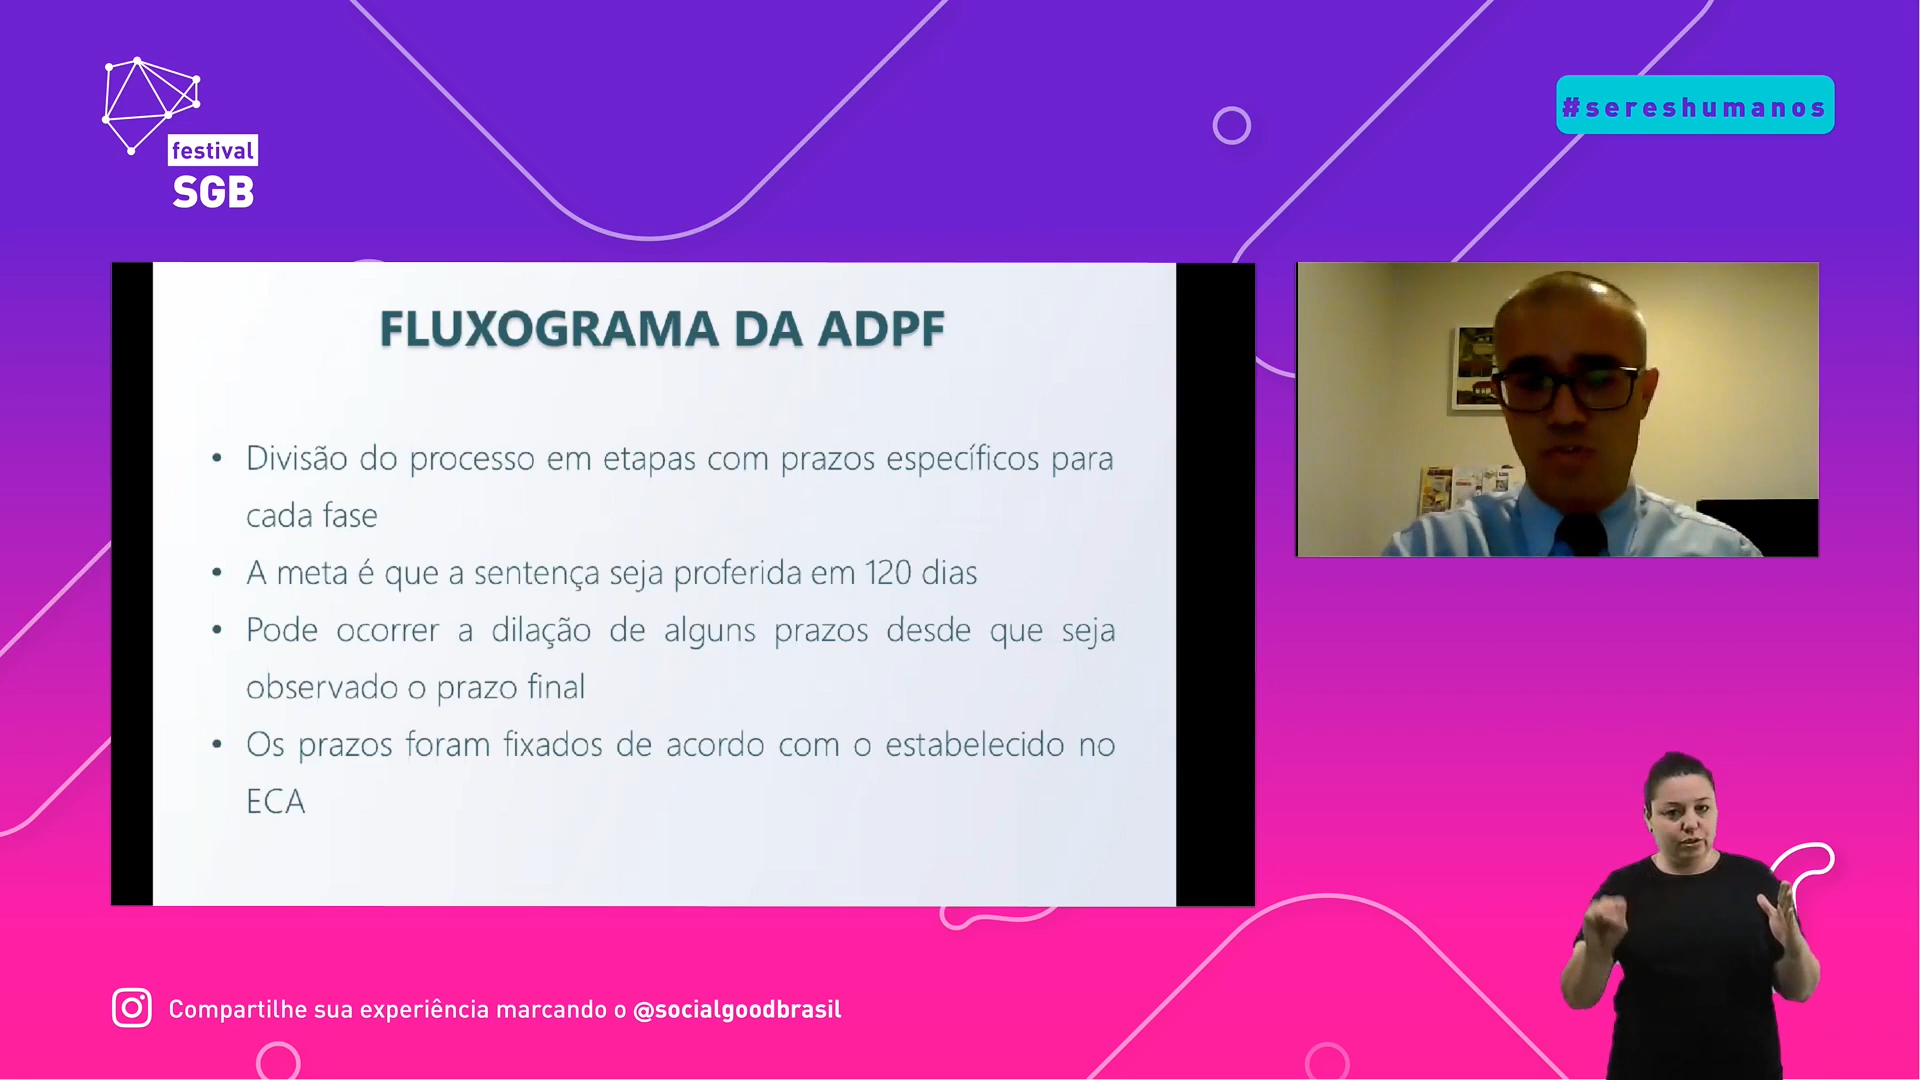 festival
SGB
#sereshumanos
FLUXOGRAMA DA ADPF
• Divisão do processo em etapas com prazos específicos para
cada fase
• A meta é que a sentença seja proferida em 120 dias
• Pode ocorrer a dilação de alguns prazos desde que seja
observado o prazo final
• Os prazos foram fixados de acordo com o estabelecido no
ECA
Compartilhe sua experiência marcando o @socialgoodbrasil